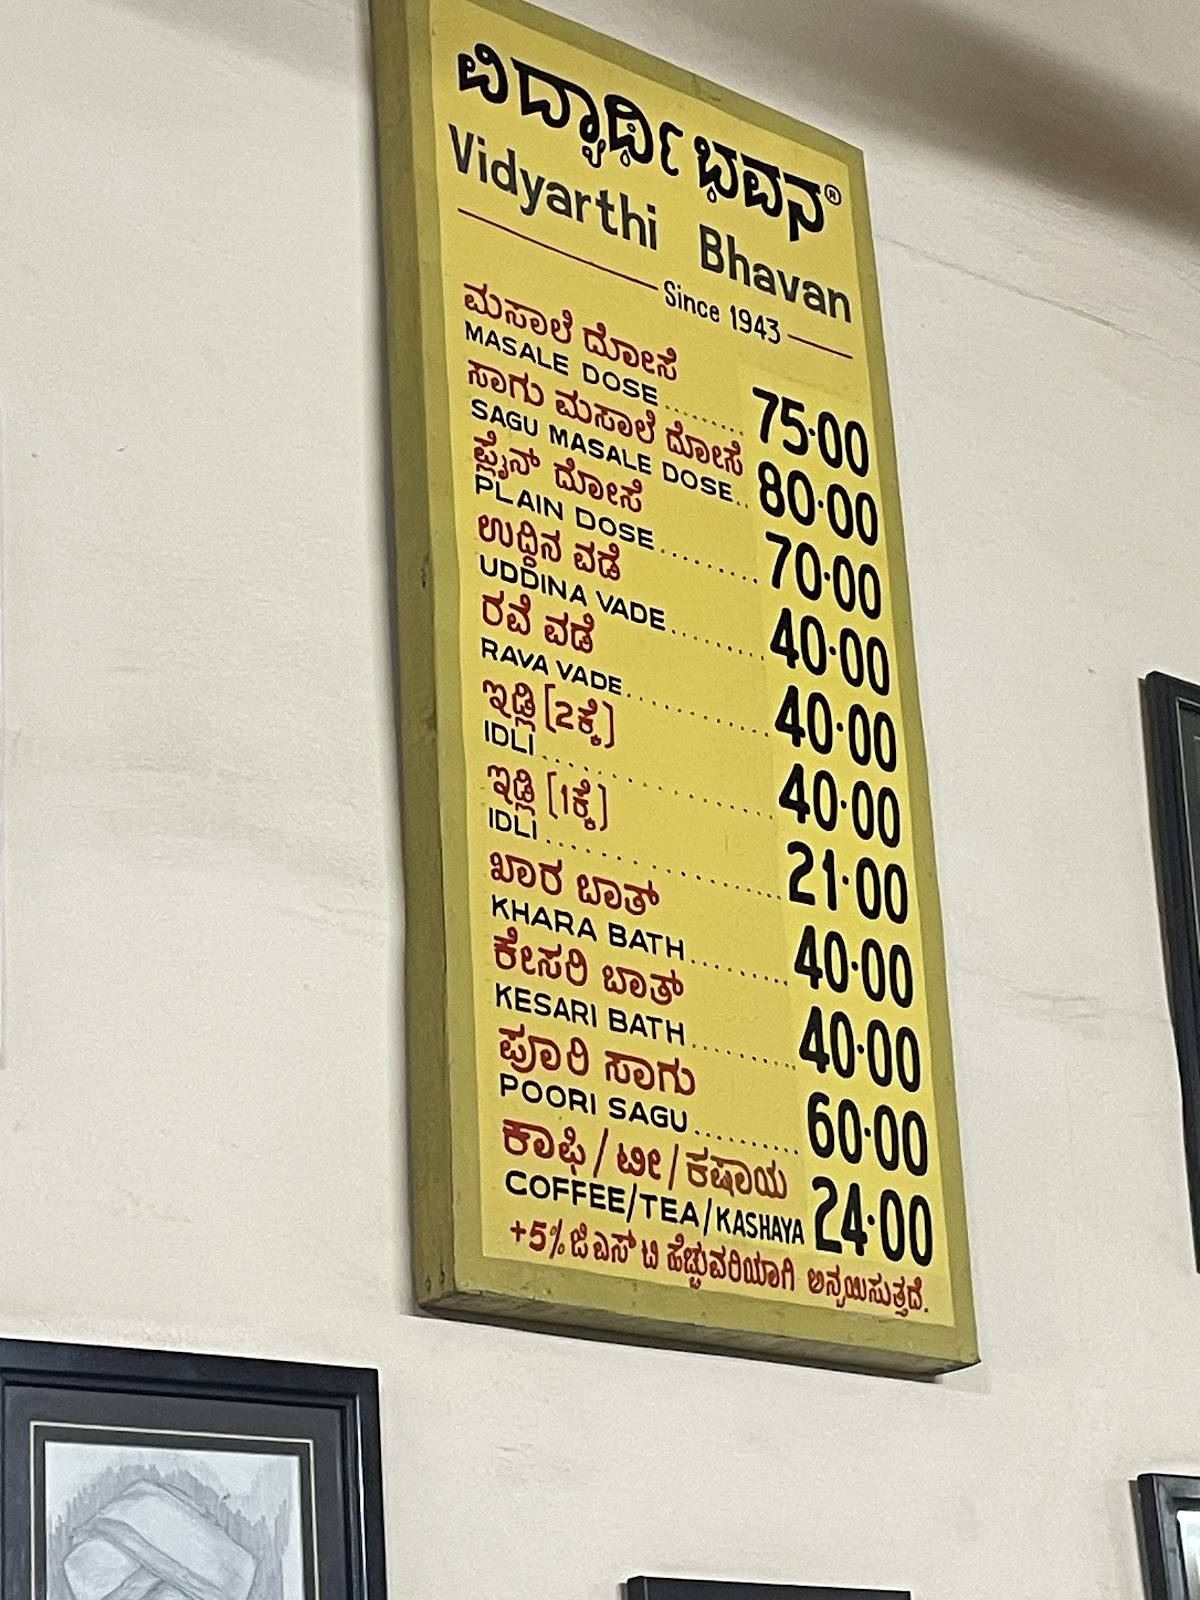 ವಿದ್ಯಾರ್ಥಿ ಭವನ®
Vidyarthi Bhavan
Since 1943
ಮಸಾಲೆ ದೋಸೆ
MASALE DOSE......... 75·00
ಸಾಗು ಮಸಾಲೆ ದೋಸೆ
SAGU MASALE DOSE.. 80·00
ಪ್ಲೈನ್ ದೋಸೆ
PLAIN DOSE......... 70·00
ಉದ್ದಿನ ವಡೆ
UDDINA VADE......... 40·00
ರವೆ ವಡೆ
RAVA VADE............. 40·00
ಇಡ್ಲಿ [2ಕ್ಕೆ]
IDLI................... 40·00
ಇಡ್ಲಿ [1ಕ್ಕೆ]
IDLI................... 21·00
ಖಾರ ಬಾತ್
KHARA BATH......... 40·00
ಕೇಸರಿ ಬಾತ್
KESARI BATH.......... 40·00
ಪೂರಿ ಸಾಗು
POORI SAGU.......... 60·00
ಕಾಫಿ/ಟೀ/ಕಷಾಯ
COFFEE/TEA/KASHAYA 24·00
+5% ಜಿಎಸ್ ಟಿ ಹೆಚ್ಚುವರಿಯಾಗಿ ಅನ್ವಯಿಸುತ್ತದೆ.